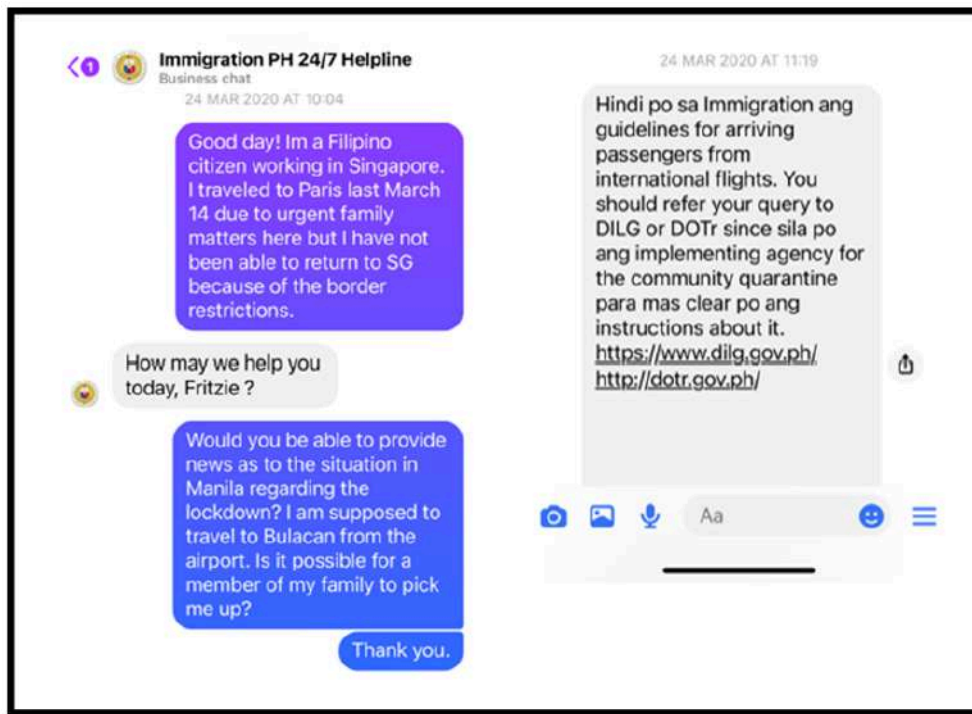 1
Immigration PH 24/7 Helpline
Business chat
24 MAR 2020 AT 10:04
Good day! Im a Filipino
citizen working in Singapore.
I traveled to Paris last March
14 due to urgent family
matters here but I have not
been able to return to SG
because of the border
restrictions.
How may we help you
today, Fritzie ?
Would you be able to provide
news as to the situation in
Manila regarding the
lockdown? I am supposed to
travel to Bulacan from the
airport. Is it possible for a
member of my family to pick
me up?
Thank you.
24 MAR 2020 AT 11:19
Hindi po sa Immigration ang
guidelines for arriving
passengers from
international flights. You
should refer your query to
DILG or DOTr since sila po
ang implementing agency for
the community quarantine
para mas clear po ang
instructions about it.
https://www.dilg.gov.ph/
http://dotr.gov.ph/
Aa